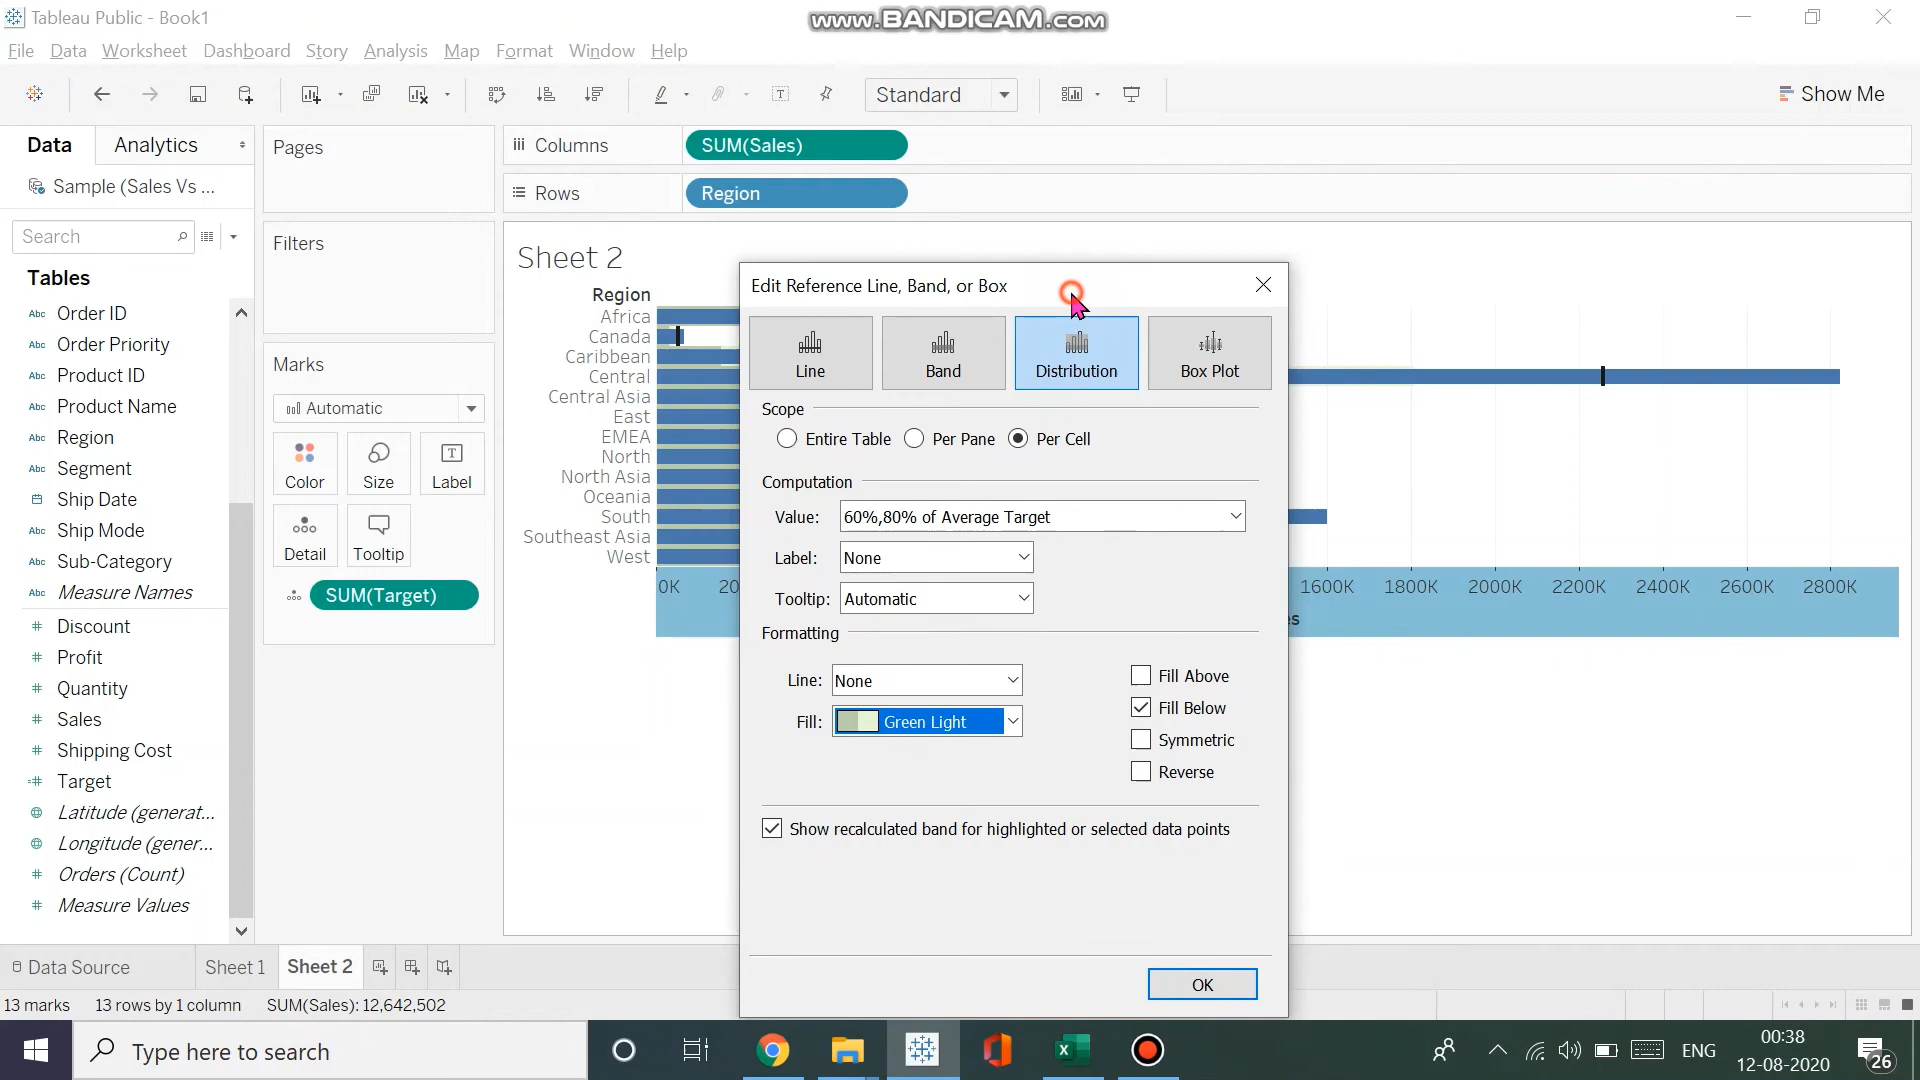 Tableau Public - Book1
www.BANDICAM.com
File Data Worksheet Dashboard Story Analysis Map Format Window Help
Standard
Show Me
Data Analytics
Sample (Sales Vs ...
Search
Tables
Order ID
Order Priority
Product ID
Product Name
Region
Segment
Ship Date
Ship Mode
Sub-Category
Measure Names
Discount
Profit
Quantity
Sales
Shipping Cost
Target
Latitude (generat...
Longitude (gener...
Orders (Count)
Measure Values
Pages
Filters
Marks
Automatic
Color Size Label
Detail Tooltip
SUM(Target)
Columns SUM(Sales)
Rows Region
Sheet 2
Region
Africa
Canada
Caribbean
Central
Central Asia
East
EMEA
North
North Asia
Oceania
South
Southeast Asia
West
0K 20 1600K 1800K 2000K 2200K 2400K 2600K 2800K
es
Edit Reference Line, Band, or Box
Line Band Distribution Box Plot
Scope
Entire Table Per Pane Per Cell
Computation
Value: 60%,80% of Average Target
Label: None
Tooltip: Automatic
Formatting
Line: None
Fill: Green Light
Fill Above
Fill Below
Symmetric
Reverse
Show recalculated band for highlighted or selected data points
OK
Data Source Sheet 1 Sheet 2
13 marks 13 rows by 1 column SUM(Sales): 12,642,502
Type here to search
ENG
00:38
12-08-2020
26